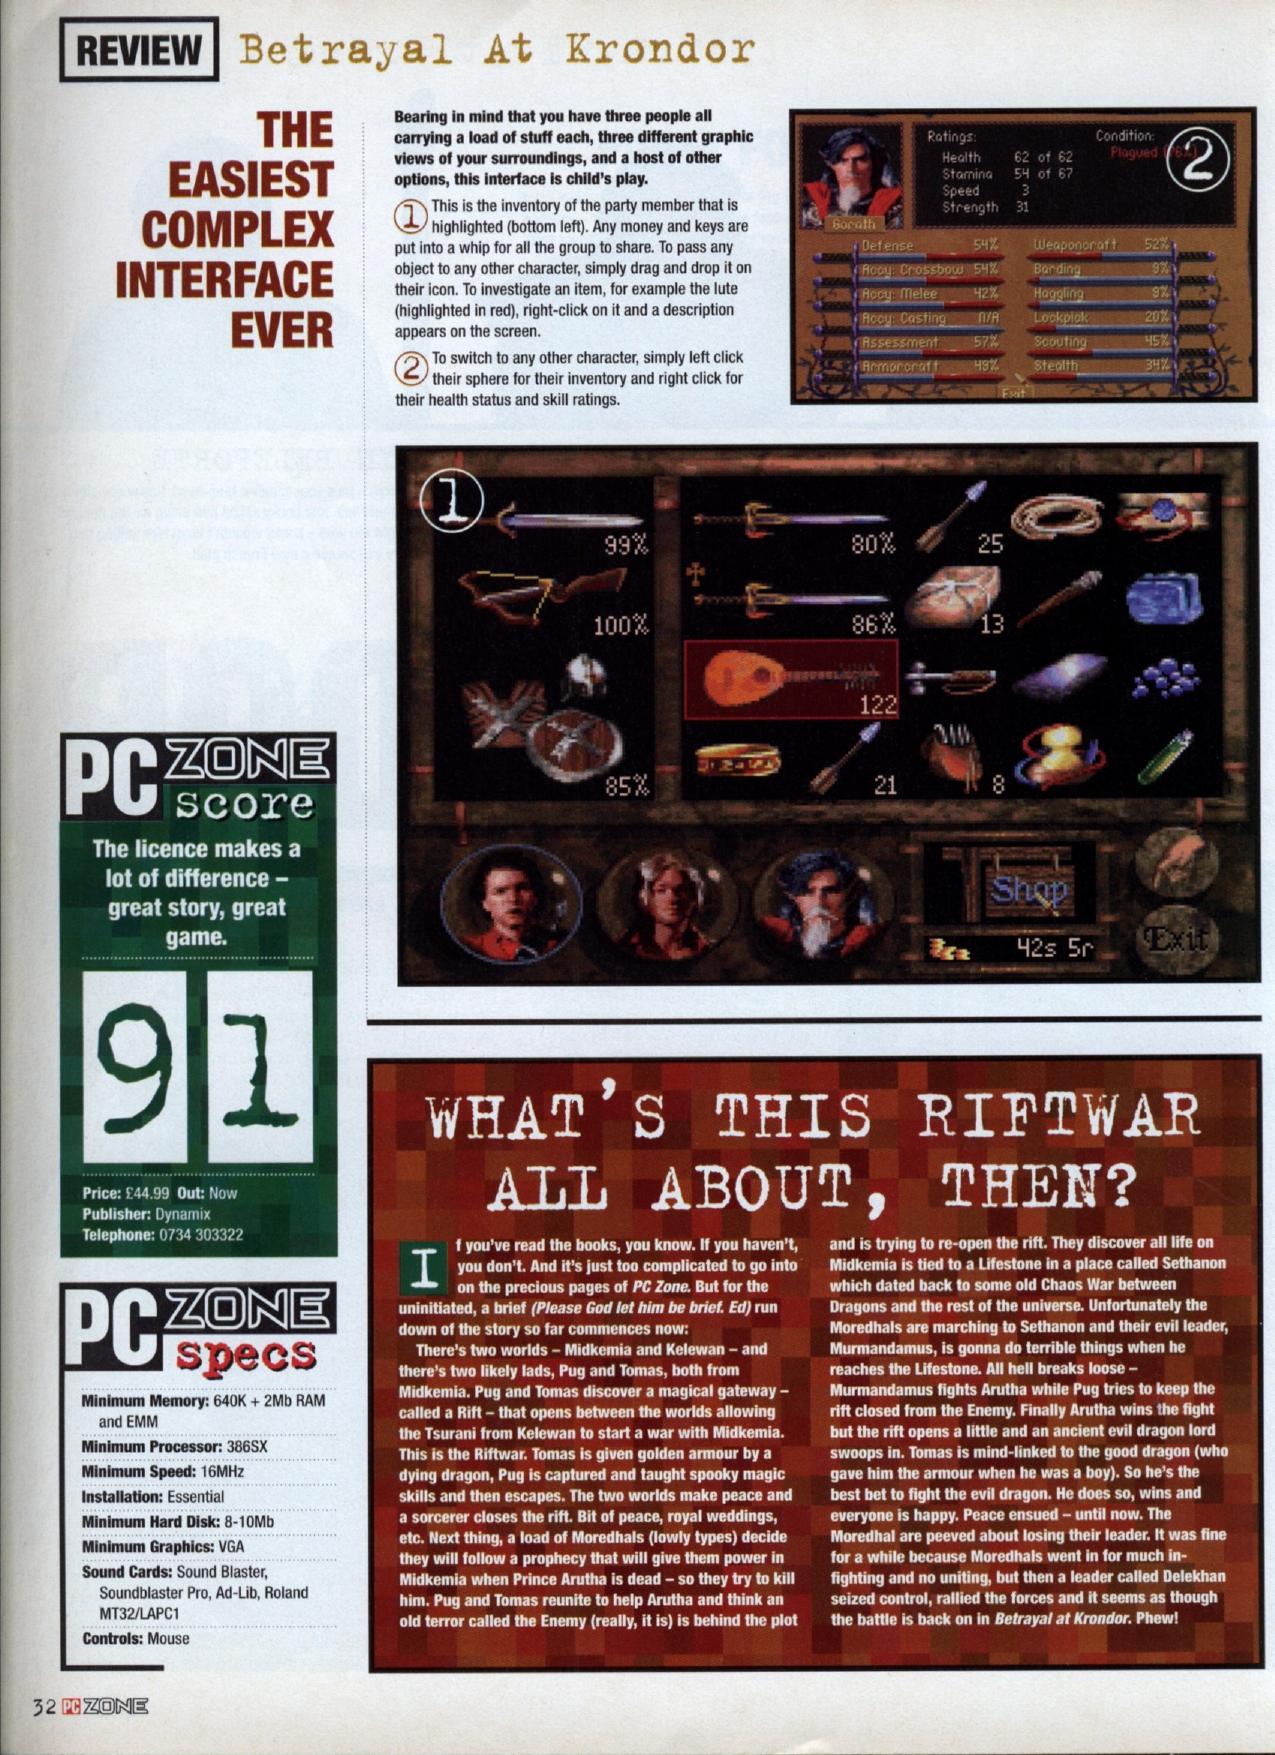 REVIEW Betrayal At Krondor
THE
EASIEST
COMPLEX
INTERFACE
EVER
Bearing in mind that you have three people all
carrying a load of stuff each, three different graphic
views of your surroundings, and a host of other
options, this interface is child's play.
1 This is the inventory of the party member that is
highlighted (bottom left). Any money and keys are
put into a whip for all the group to share. To pass any
object to any other character, simply drag and drop it on
their icon. To investigate an item, for example the lute
(highlighted in red), right-click on it and a description
appears on the screen.
2 To switch to any other character, simply left click
their sphere for their inventory and right click for
their health status and skill ratings.
Ratings: Condition:
Health 62 of 62 Plagued (76%)
Stamina 54 of 67
Speed 3
Strength 31
2
Gorath
Defense 54% Weaponcraft 52%
Accy: Crossbow 54% Barding 9%
Accy: Melee 42% Haggling 9%
Accy: Casting N/A Lockpick 20%
Assessment 57% Scouting 45%
Armorcraft 49% Stealth 34%
Exit
1
99% 80% 25
100% 86% 13
122
85% 21 8
Shop
42s 5r
Exit
PC ZONE
score
The licence makes a
lot of difference –
great story, great
game.
91
Price: £44.99 Out: Now
Publisher: Dynamix
Telephone: 0734 303322
PC ZONE
specs
Minimum Memory: 640K + 2Mb RAM
and EMM
Minimum Processor: 386SX
Minimum Speed: 16MHz
Installation: Essential
Minimum Hard Disk: 8-10Mb
Minimum Graphics: VGA
Sound Cards: Sound Blaster,
Soundblaster Pro, Ad-Lib, Roland
MT32/LAPC1
Controls: Mouse
WHAT'S THIS RIFTWAR
ALL ABOUT, THEN?
If you've read the books, you know. If you haven't,
you don't. And it's just too complicated to go into
on the precious pages of PC Zone. But for the
uninitiated, a brief (Please God let him be brief. Ed) run
down of the story so far commences now:
There's two worlds – Midkemia and Kelewan – and
there's two likely lads, Pug and Tomas, both from
Midkemia. Pug and Tomas discover a magical gateway –
called a Rift – that opens between the worlds allowing
the Tsurani from Kelewan to start a war with Midkemia.
This is the Riftwar. Tomas is given golden armour by a
dying dragon, Pug is captured and taught spooky magic
skills and then escapes. The two worlds make peace and
a sorcerer closes the rift. Bit of peace, royal weddings,
etc. Next thing, a load of Moredhals (lowly types) decide
they will follow a prophecy that will give them power in
Midkemia when Prince Arutha is dead – so they try to kill
him. Pug and Tomas reunite to help Arutha and think an
old terror called the Enemy (really, it is) is behind the plot
and is trying to re-open the rift. They discover all life on
Midkemia is tied to a Lifestone in a place called Sethanon
which dated back to some old Chaos War between
Dragons and the rest of the universe. Unfortunately the
Moredhals are marching to Sethanon and their evil leader,
Murmandamus, is gonna do terrible things when he
reaches the Lifestone. All hell breaks loose –
Murmandamus fights Arutha while Pug tries to keep the
rift closed from the Enemy. Finally Arutha wins the fight
but the rift opens a little and an ancient evil dragon lord
swoops in. Tomas is mind-linked to the good dragon (who
gave him the armour when he was a boy). So he's the
best bet to fight the evil dragon. He does so, wins and
everyone is happy. Peace ensued – until now. The
Moredhal are peeved about losing their leader. It was fine
for a while because Moredhals went in for much in-
fighting and no uniting, but then a leader called Delekhan
seized control, rallied the forces and it seems as though
the battle is back on in Betrayal at Krondor. Phew!
32 PC ZONE